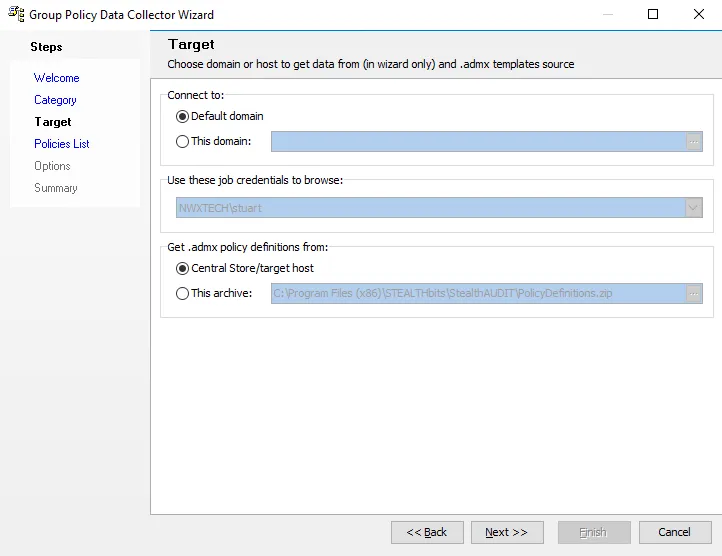 Group Policy Data Collector Wizard
Steps
Welcome
Category
Target
Policies List
Options
Summary
Target
Choose domain or host to get data from (in wizard only) and .admx templates source
Connect to:
Default domain
This domain:
...
Use these job credentials to browse:
NWXTECH\stuart
Get .admx policy definitions from:
Central Store/target host
This archive:
C:\Program Files (x86)\STEALTHbits\StealthAUDIT\PolicyDefinitions.zip
...
<< Back
Next >>
Finish
Cancel